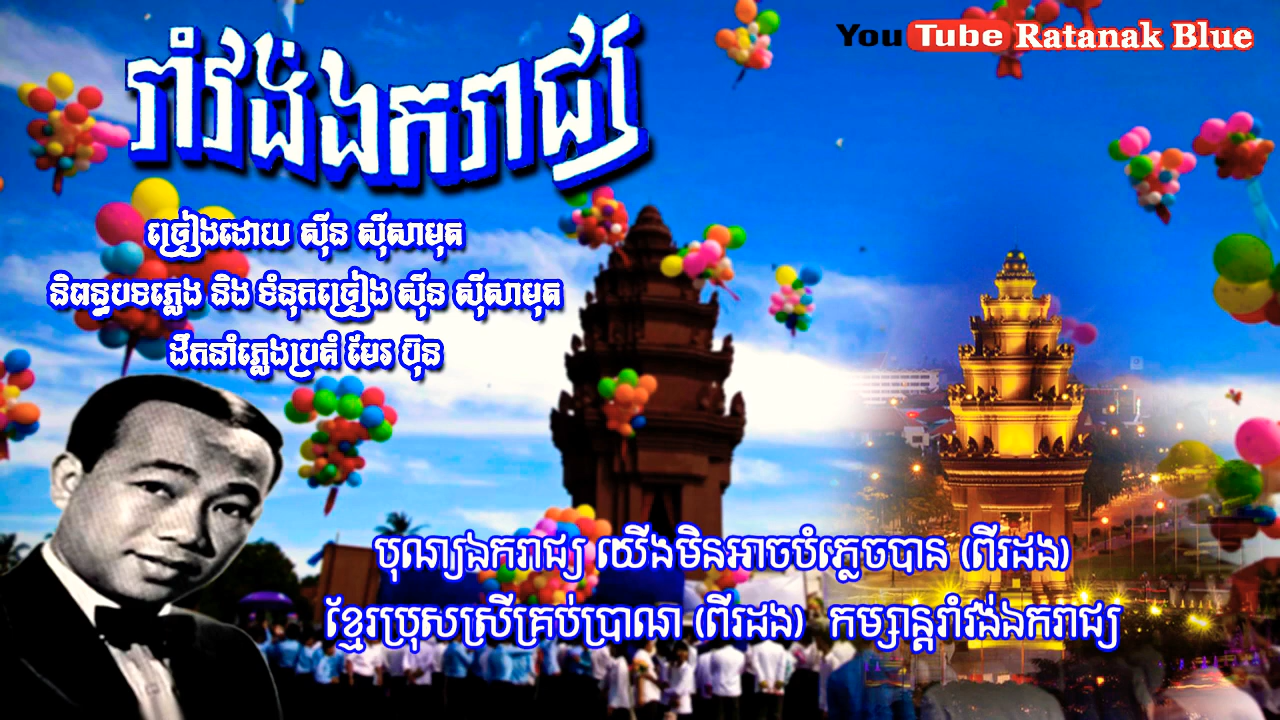 You Tube Ratanak Blue
រាំវង់ឯករាជ្យ
ច្រៀងដោយ ស៊ីន ស៊ីសាមុត
និពន្ធបទភ្លេង និង ទំនុកច្រៀង ស៊ីន ស៊ីសាមុត
ដឹកនាំភ្លេងប្រគំ មែរ ប៊ុន
បុណ្យឯករាជ្យ យើងមិនអាចបំភ្លេចបាន (ពីរដង)
ខ្មែរប្រុសស្រីគ្រប់ប្រាណ (ពីរដង) កម្សាន្តរាំវង់ឯករាជ្យ